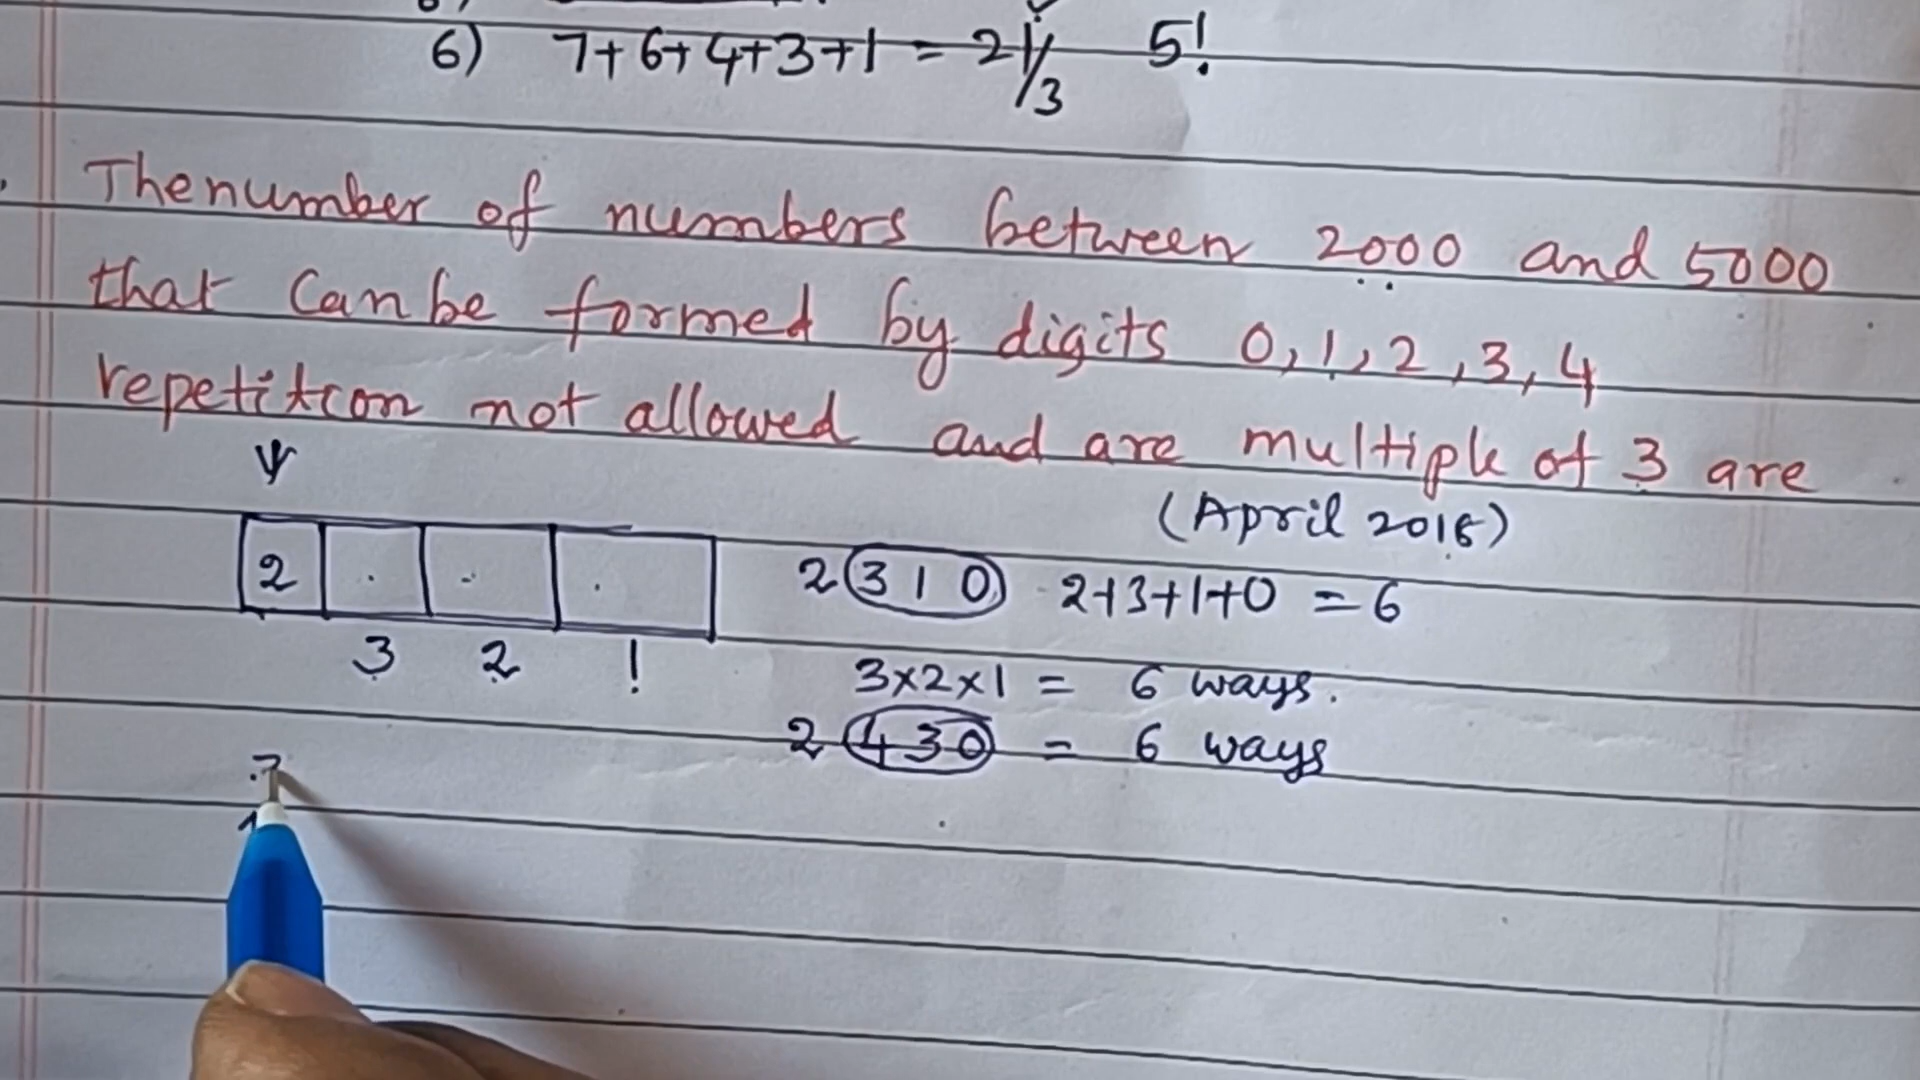 6) 7+6+4+3+1 = 21/3 5!
The number of numbers between 2000 and 5000
that can be formed by digits 0,1,2,3,4
repetition not allowed and are multiple of 3 are
(April 2018)
2 2 3 1 0 2+3+1+0 = 6
3 2 1
3×2×1 = 6 ways.
2 4 3 0 = 6 ways